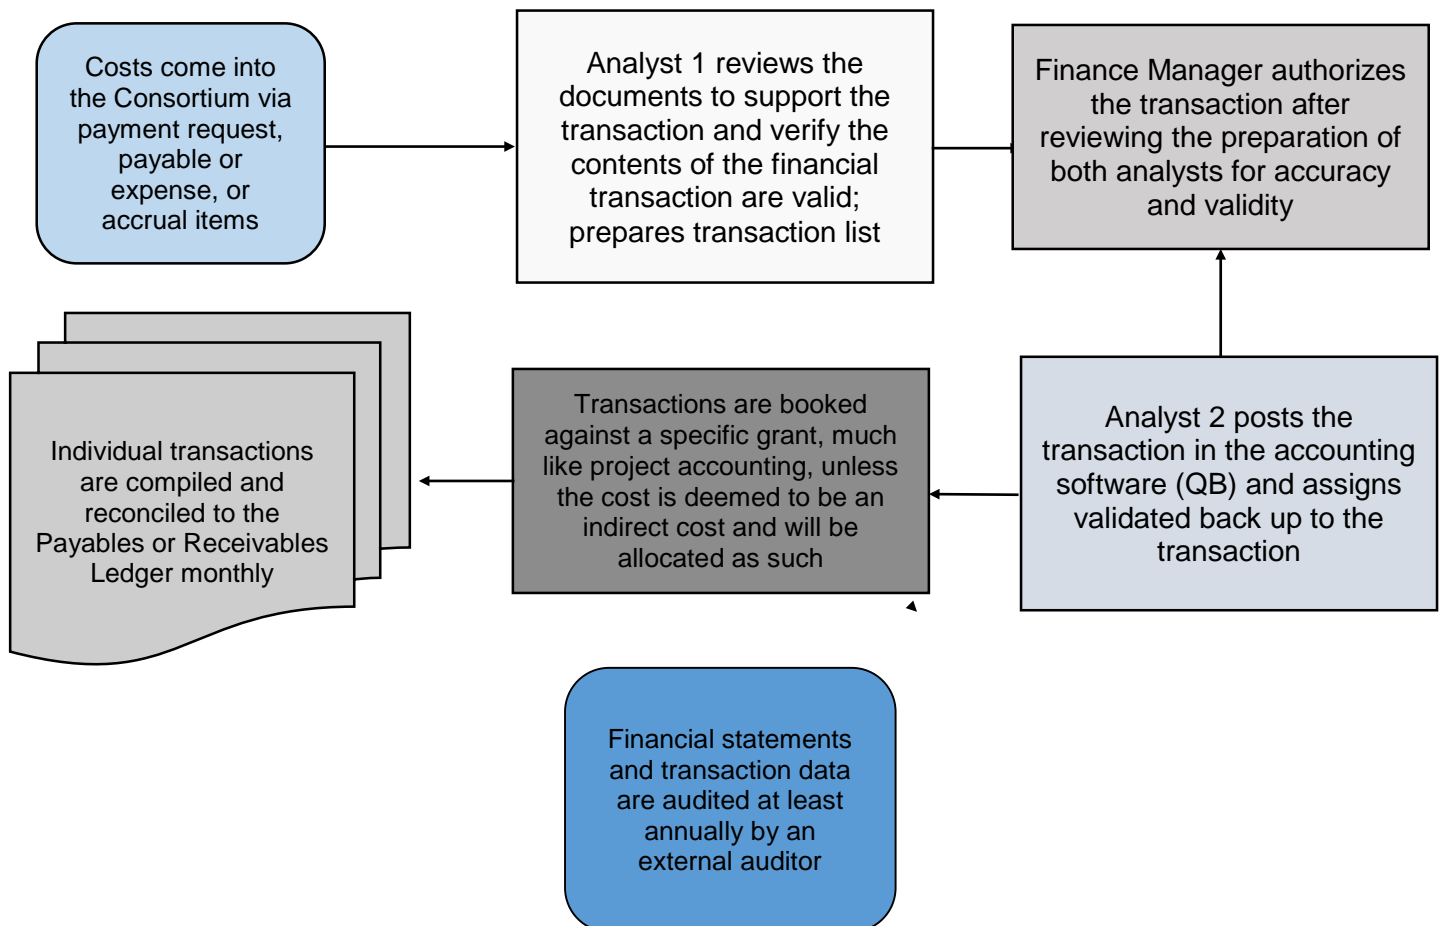 Costs come into
the Consortium via
payment request,
payable or
expense, or
accrual items
Analyst 1 reviews the
documents to support the
transaction and verify the
contents of the financial
transaction are valid;
prepares transaction list
Finance Manager authorizes
the transaction after
reviewing the preparation of
both analysts for accuracy
and validity
Individual transactions
are compiled and
reconciled to the
Payables or Receivables
Ledger monthly
Transactions are booked
against a specific grant, much
like project accounting, unless
the cost is deemed to be an
indirect cost and will be
allocated as such
Analyst 2 posts the
transaction in the accounting
software (QB) and assigns
validated back up to the
transaction
Financial statements
and transaction data
are audited at least
annually by an
external auditor